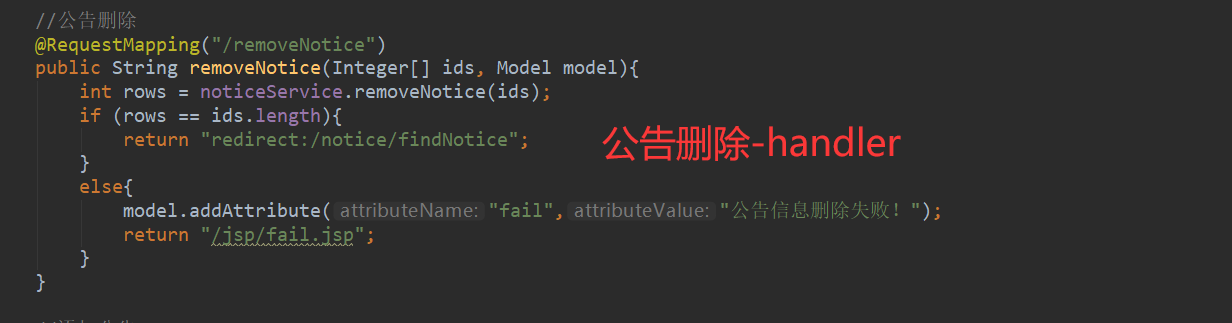 //公告删除
@RequestMapping("/removeNotice")
public String removeNotice(Integer[] ids, Model model){
int rows = noticeService.removeNotice(ids);
if (rows == ids.length){
return "redirect:/notice/findNotice";
公告删除-handler
}
else{
model.addAttribute( attributeName: "fail", attributeValue: "公告信息删除失败！");
return "/jsp/fail.jsp";
}
}